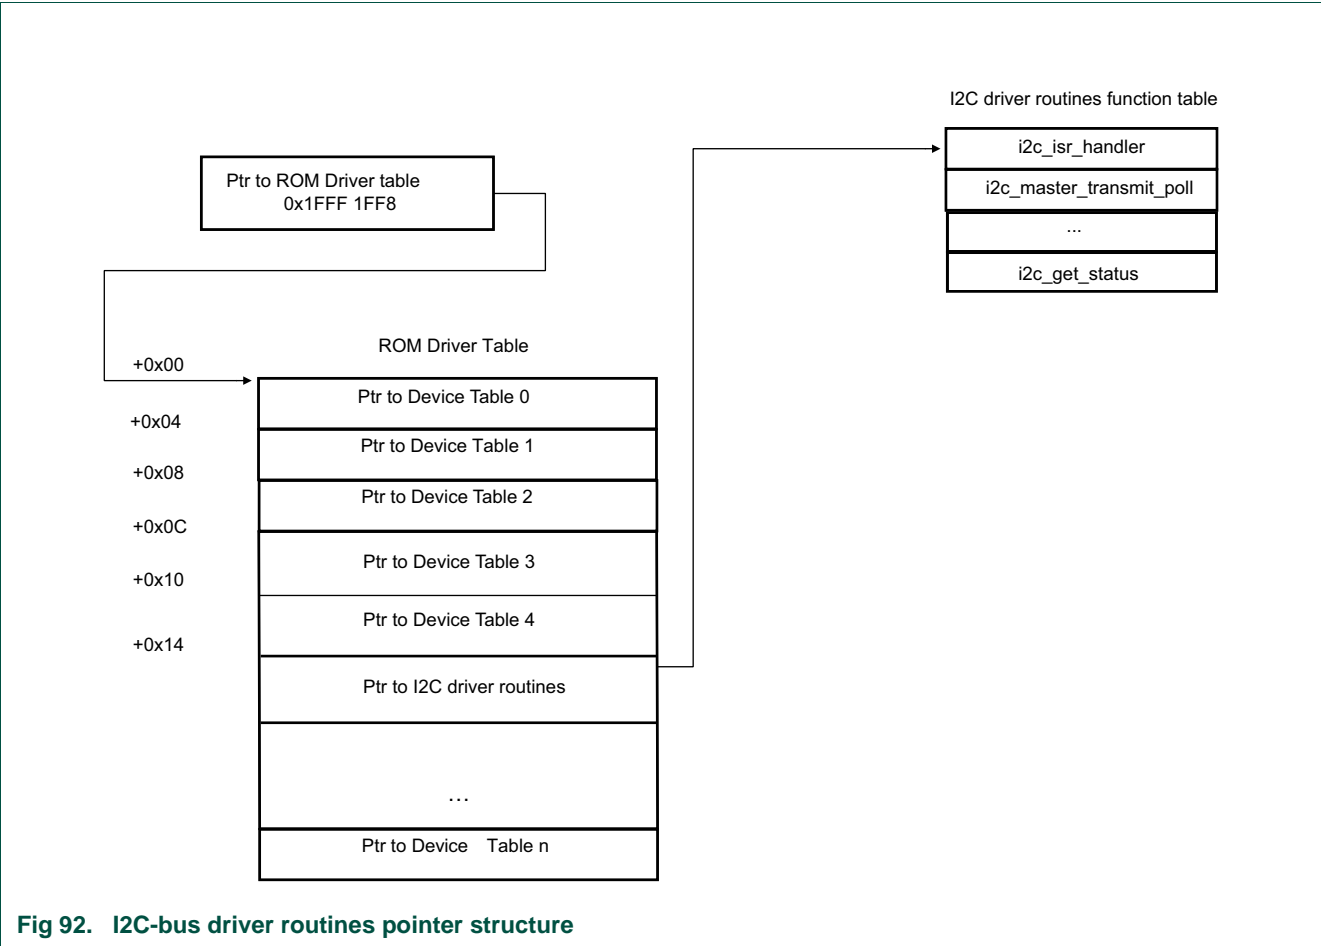 I2C driver routines function table
i2c_isr_handler
i2c_master_transmit_poll
...
i2c_get_status
Ptr to ROM Driver table
0x1FFF 1FF8
ROM Driver Table
+0x00
Ptr to Device Table 0
+0x04
Ptr to Device Table 1
+0x08
Ptr to Device Table 2
+0x0C
Ptr to Device Table 3
+0x10
Ptr to Device Table 4
+0x14
Ptr to I2C driver routines
…
Ptr to Device Table n
Fig 92. I2C-bus driver routines pointer structure